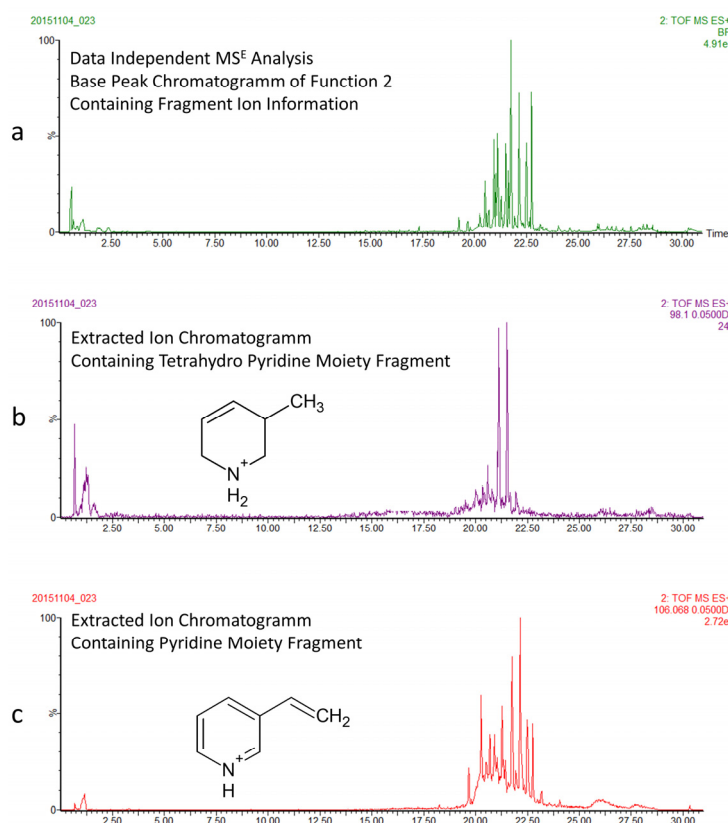 20151104_023
2: TOF MS ES+
BP
4.91e
Data Independent MSᴱ Analysis
Base Peak Chromatogramm of Function 2
Containing Fragment Ion Information
a
100
%
0
2.50 5.00 7.50 10.00 12.50 15.00 17.50 20.00 22.50 25.00 27.50 30.00 Time
20151104_023
2: TOF MS ES+
98.1 0.0500D
24
Extracted Ion Chromatogramm
Containing Tetrahydro Pyridine Moiety Fragment
b
100
%
0
CH3
N+
H2
2.50 5.00 7.50 10.00 12.50 15.00 17.50 20.00 22.50 25.00 27.50 30.00
20151104_023
2: TOF MS ES+
106.068 0.0500D
2.72e
Extracted Ion Chromatogramm
Containing Pyridine Moiety Fragment
c
100
%
0
CH2
N+
H
2.50 5.00 7.50 10.00 12.50 15.00 17.50 20.00 22.50 25.00 27.50 30.00